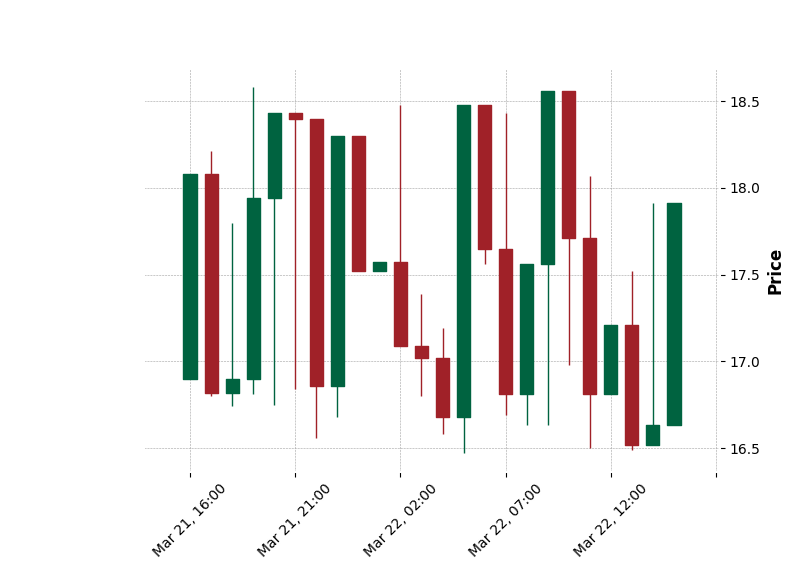 18.5
18.0
17.5
17.0
16.5
Price
Mar 21, 16:00
Mar 21, 21:00
Mar 22, 02:00
Mar 22, 07:00
Mar 22, 12:00